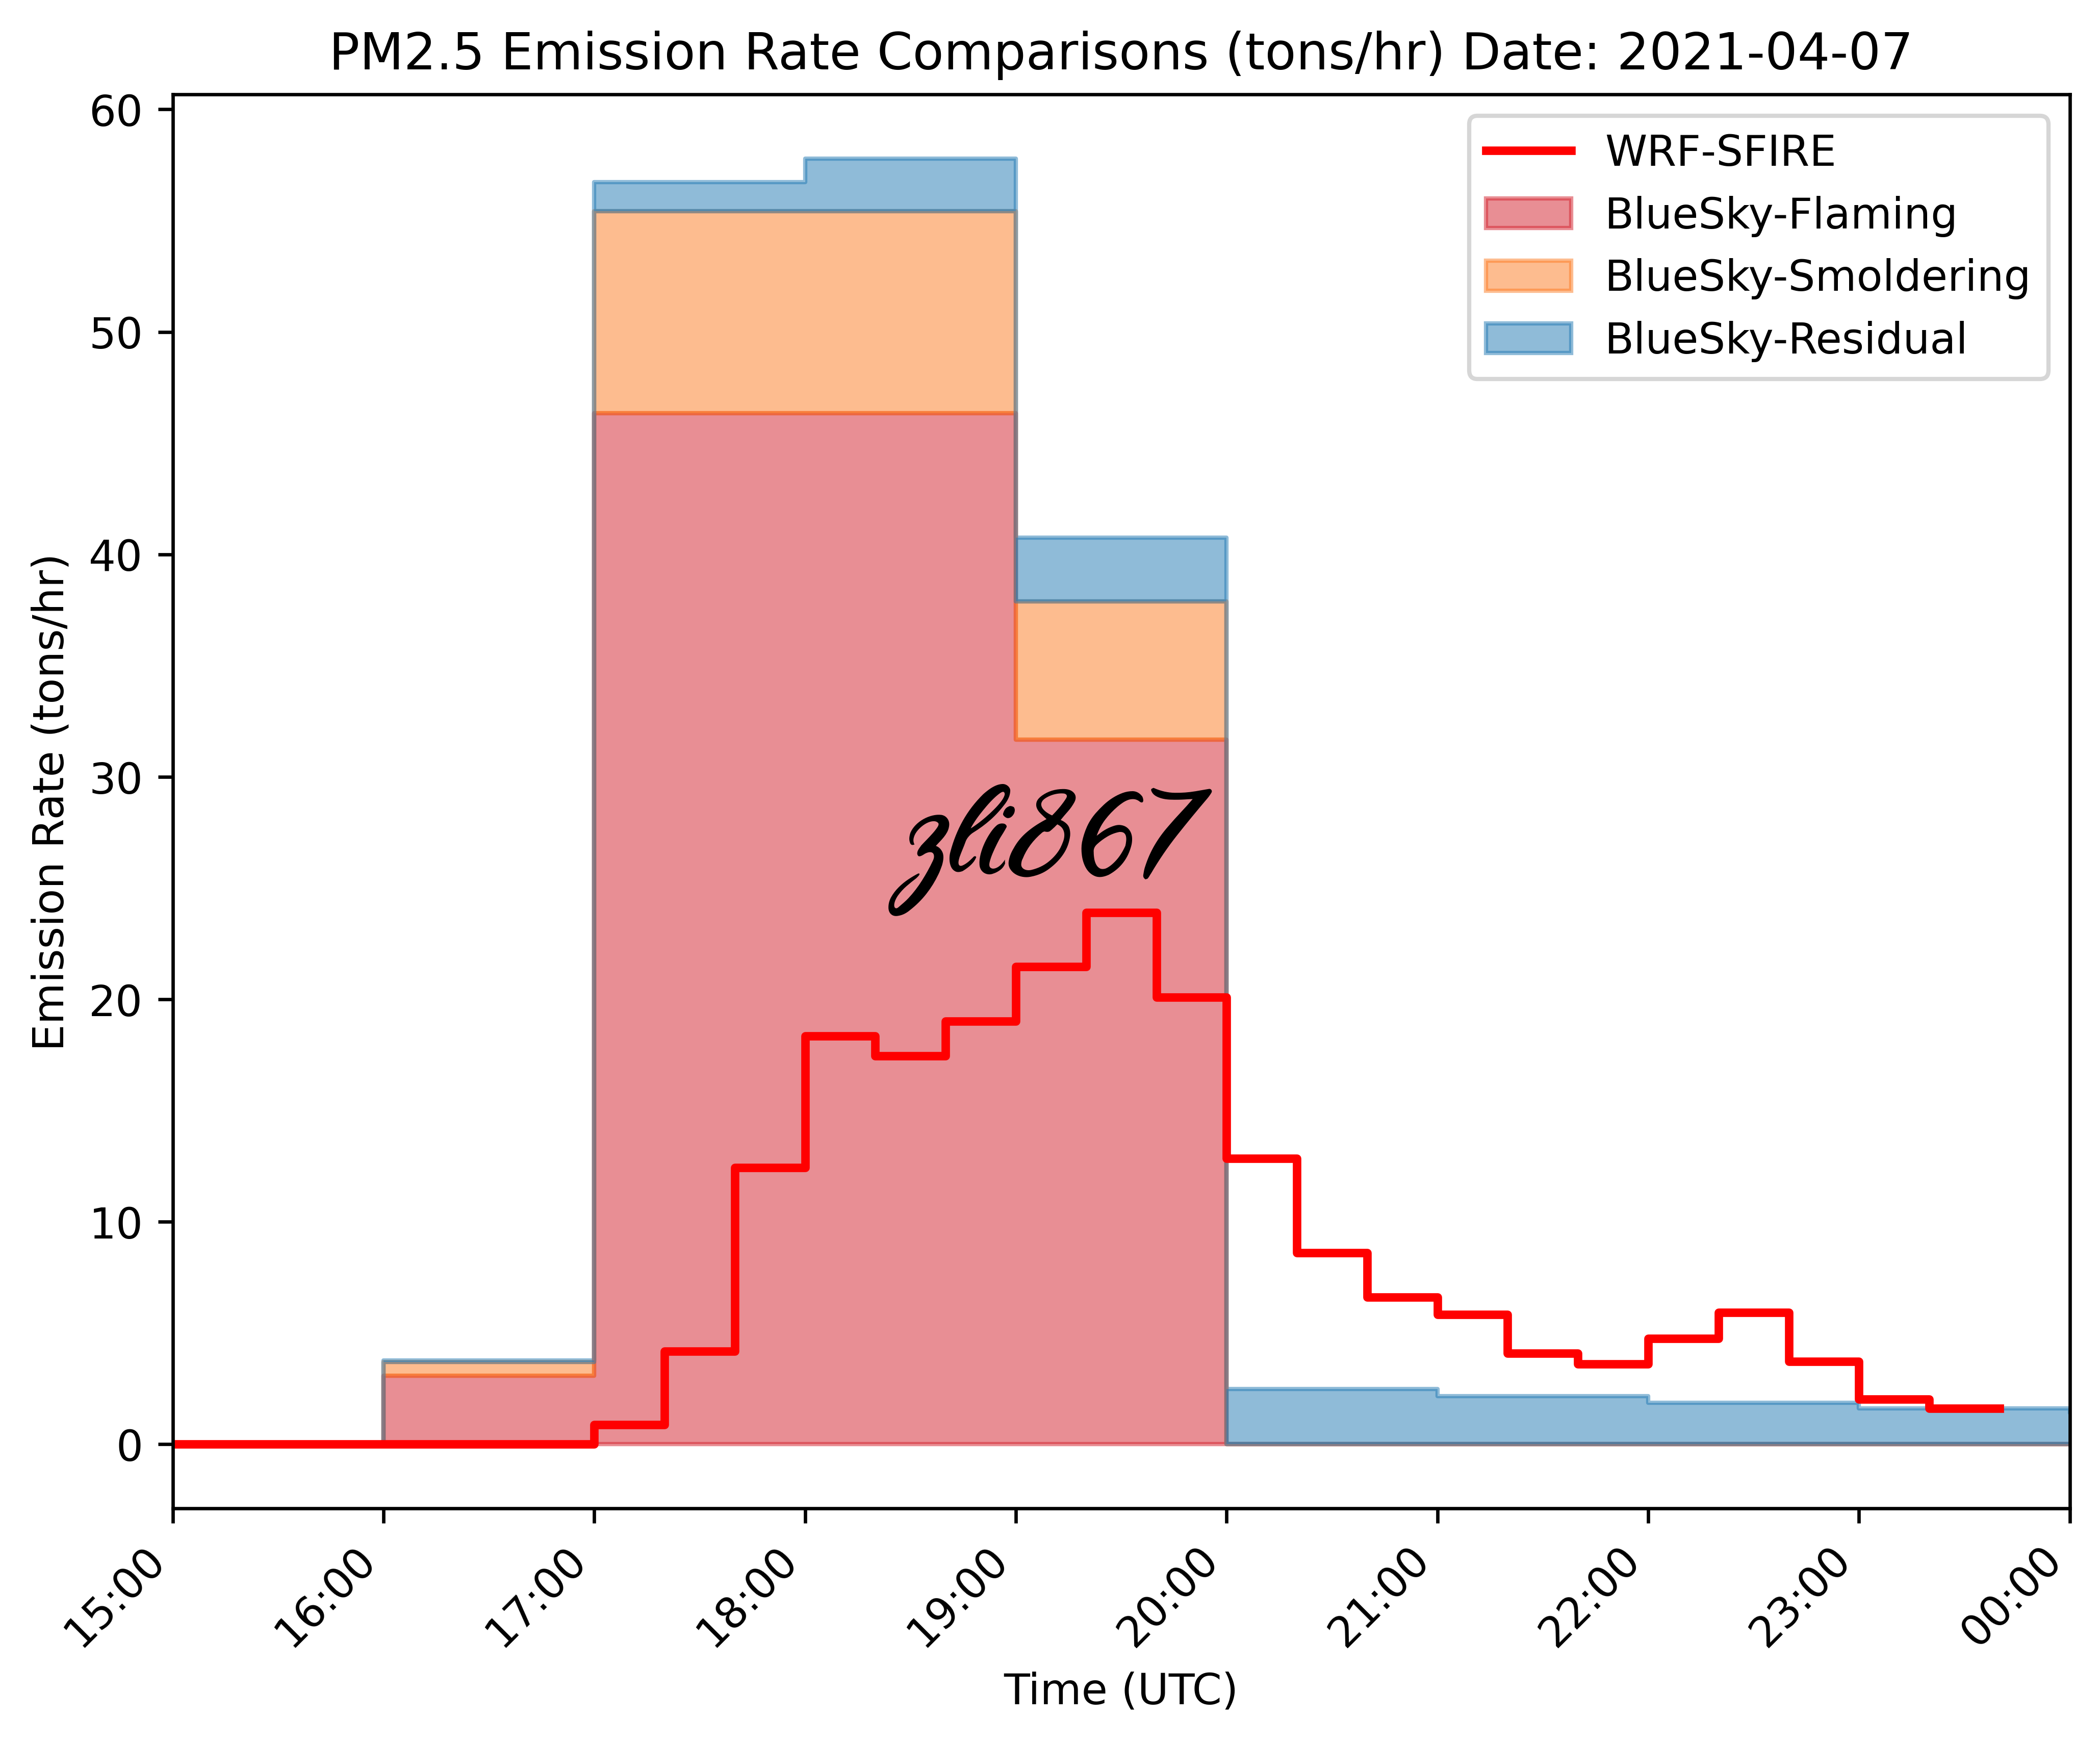 PM2.5 Emission Rate Comparisons (tons/hr) Date: 2021-04-07
60
50
40
30
20
10
0
Emission Rate (tons/hr)
WRF-SFIRE
BlueSky-Flaming
BlueSky-Smoldering
BlueSky-Residual
zli867
15:00
16:00
17:00
18:00
19:00
20:00
21:00
22:00
23:00
00:00
Time (UTC)